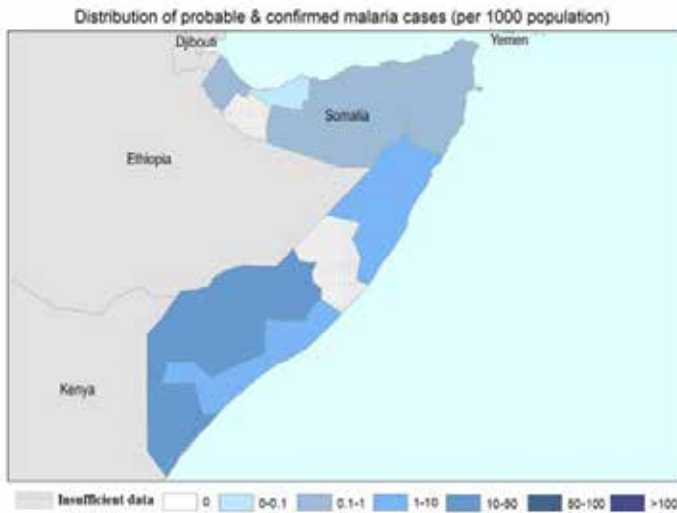 Distribution of probable & confirmed malaria cases (per 1000 population)
Djibouti
Yemen
Somalia
Ethiopia
Kenya
Insufficient data 0 0-0.1 0.1-1 1-10 10-50 50-100 >100